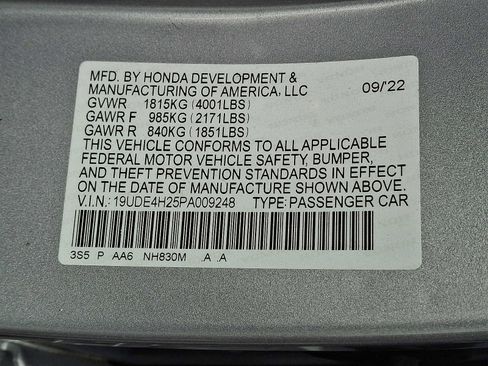 MFD. BY HONDA DEVELOPMENT &
MANUFACTURING OF AMERICA, LLC 09/'22
GVWR 1815KG (4001LBS)
GAWR F 985KG (2171LBS)
GAWR R 840KG (1851LBS)
THIS VEHICLE CONFORMS TO ALL APPLICABLE
FEDERAL MOTOR VEHICLE SAFETY, BUMPER,
AND THEFT PREVENTION STANDARDS IN EFFECT
ON THE DATE OF MANUFACTURE SHOWN ABOVE.
V.I.N.: 19UDE4H25PA009248 TYPE: PASSENGER CAR
3S5 P AA6 NH830M .A .A